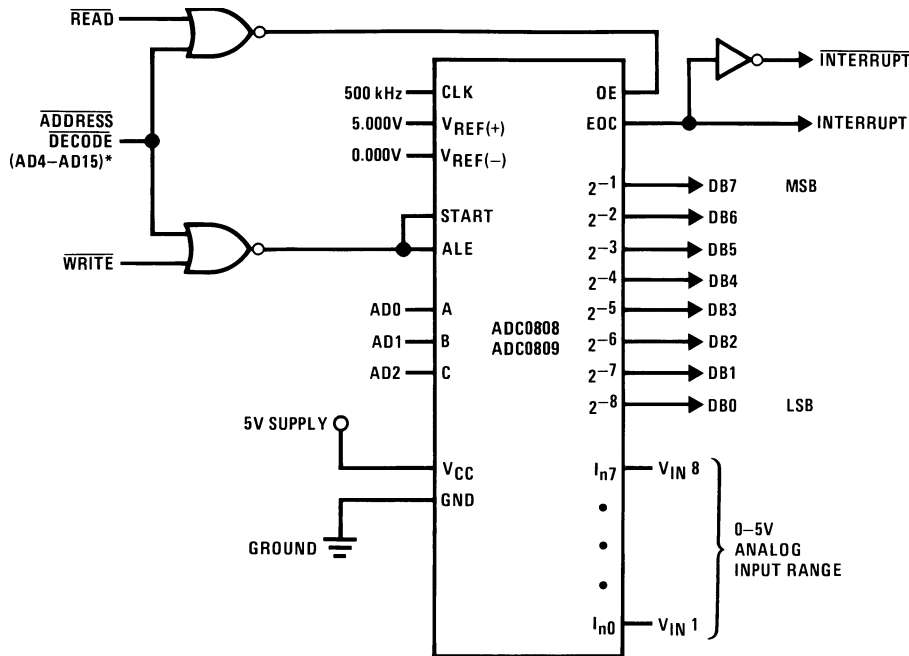 READ
500 kHz
CLK
OE
INTERRUPT
ADDRESS
DECODE
(AD4–AD15)*
5.000V
VREF(+)
EOC
INTERRUPT
0.000V
VREF(−)
2−1
DB7
MSB
2−2
DB6
START
2−3
DB5
ALE
WRITE
2−4
DB4
AD0
A
2−5
DB3
ADC0808
ADC0809
AD1
B
2−6
DB2
AD2
C
2−7
DB1
2−8
DB0
LSB
5V SUPPLY
VCC
In7
VIN 8
GND
GROUND
0–5V
ANALOG
INPUT RANGE
In0
VIN 1